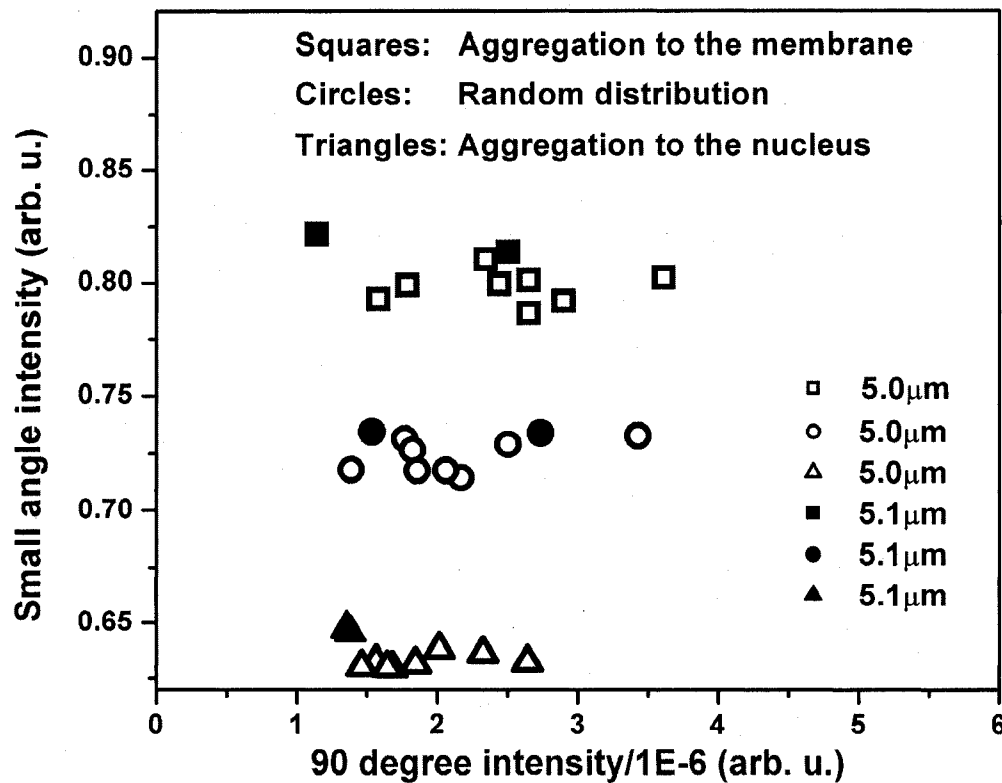 Squares: Aggregation to the membrane
Circles: Random distribution
Triangles: Aggregation to the nucleus
0.90
0.85
0.80
0.75
0.70
0.65
Small angle intensity (arb. u.)
5.0μm
5.0μm
5.0μm
5.1μm
5.1μm
5.1μm
0 1 2 3 4 5 6
90 degree intensity/1E-6 (arb. u.)